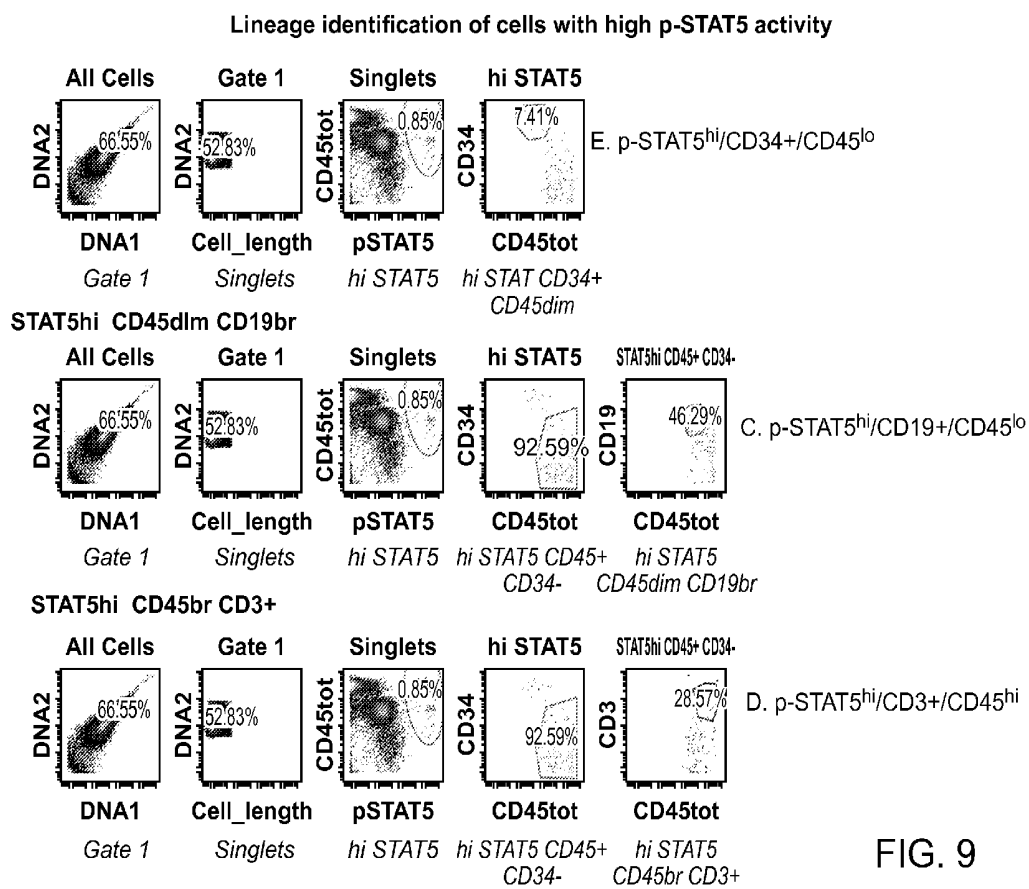 Lineage identification of cells with high p-STAT5 activity
All Cells Gate 1 Singlets hi STAT5
DNA2 66.55% DNA2 52.83% CD45tot 0.85% CD34 7.41% E. p-STAT5hi/CD34+/CD45lo
DNA1 Cell_length pSTAT5 CD45tot
Gate 1 Singlets hi STAT5 hi STAT CD34+
CD45dim
STAT5hi CD45dlm CD19br
All Cells Gate 1 Singlets hi STAT5 STAT5hi CD45+ CD34-
DNA2 66.55% DNA2 52.83% CD45tot 0.85% CD34 92.59% CD19 46.29% C. p-STAT5hi/CD19+/CD45lo
DNA1 Cell_length pSTAT5 CD45tot CD45tot
Gate 1 Singlets hi STAT5 hi STAT5 CD45+ hi STAT5
CD34- CD45dim CD19br
STAT5hi CD45br CD3+
All Cells Gate 1 Singlets hi STAT5 STAT5hi CD45+ CD34-
DNA2 66.55% DNA2 52.83% CD45tot 0.85% CD34 92.59% CD3 28.57% D. p-STAT5hi/CD3+/CD45hi
DNA1 Cell_length pSTAT5 CD45tot CD45tot
Gate 1 Singlets hi STAT5 hi STAT5 CD45+ hi STAT5
CD34- CD45br CD3+
FIG. 9